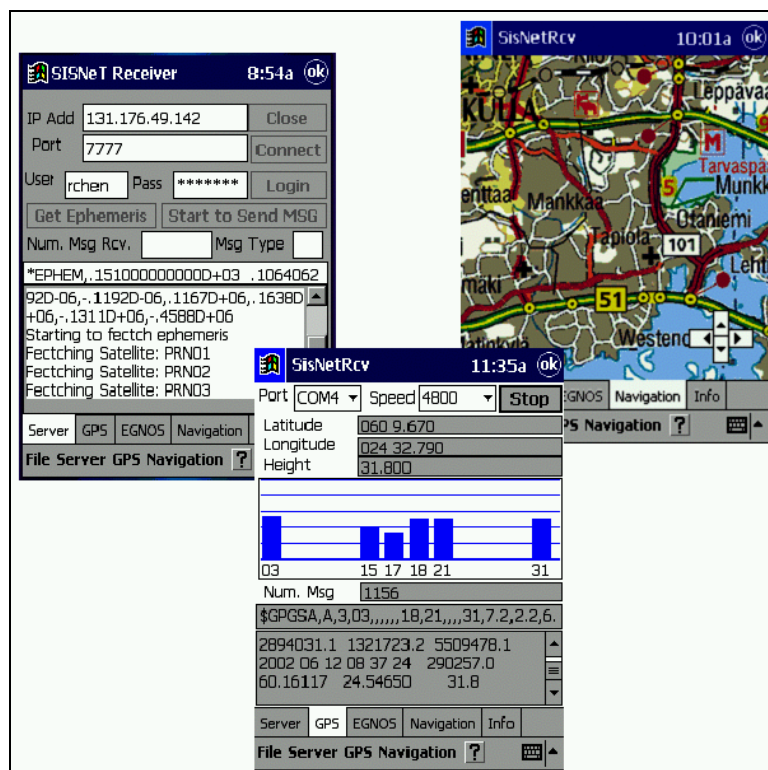 SISNeT Receiver 8:54a ok
IP Add 131.176.49.142 Close
Port 7777 Connect
User rchen Pass ******* Login
Get Ephemeris Start to Send MSG
Num. Msg Rcv. Msg Type
*EPHEM,.151000000000D+03 .1064062
92D-06,-.1192D-06,.1167D+06,.1638D
+06,-.1311D+06,-.4588D+06
Starting to fectch ephemeris
Fectching Satellite: PRN01
Fectching Satellite: PRN02
Fectching Satellite: PRN03
Server GPS EGNOS Navigation
File Server GPS Navigation ?
SisNetRcv 10:01a ok
Leppävaa
KULLA
M
Tarvaspää
enttaa
Mankkaa
5
Munkk
Otaniemi
Tapiola
101
mäki
Leht
51
Westend
Matinkylä
EGNOS Navigation Info
PS Navigation ?
SisNetRcv 11:35a ok
Port COM4 Speed 4800 Stop
Latitude 060 9.670
Longitude 024 32.790
Height 31.800
03 15 17 18 21 31
Num. Msg 1156
$GPGSA,A,3,03,,,,,,18,21,,,,31,7.2,2.2,6.
2894031.1 1321723.2 5509478.1
2002 06 12 08 37 24 290257.0
60.16117 24.54650 31.8
Server GPS EGNOS Navigation Info
File Server GPS Navigation ?